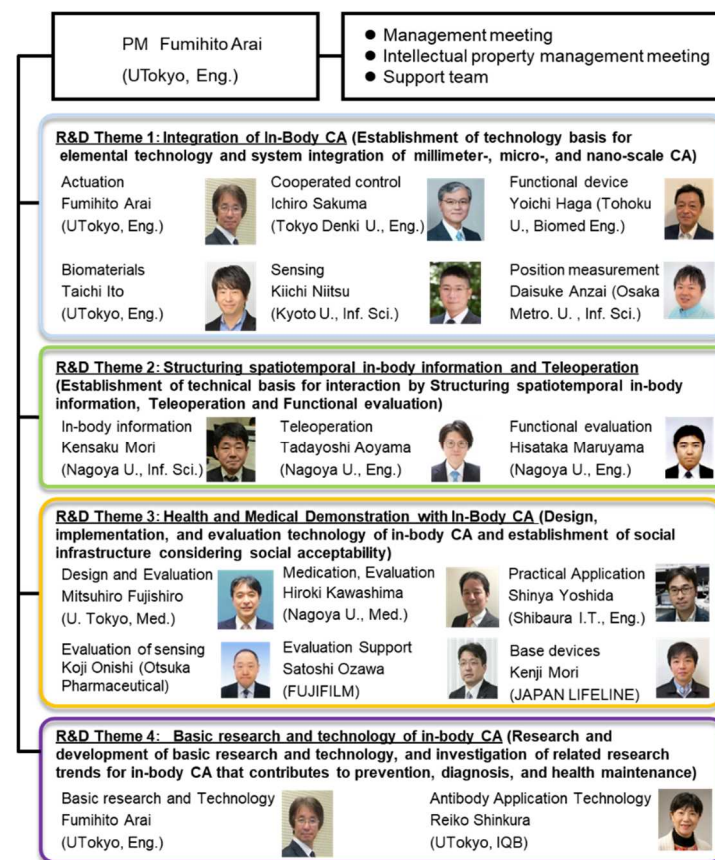 PM Fumihito Arai
(UTokyo, Eng.)
● Management meeting
● Intellectual property management meeting
● Support team
R&D Theme 1: Integration of In-Body CA (Establishment of technology basis for
elemental technology and system integration of millimeter-, micro-, and nano-scale CA)
Actuation
Fumihito Arai
(UTokyo, Eng.)
Cooperated control
Ichiro Sakuma
(Tokyo Denki U., Eng.)
Functional device
Yoichi Haga (Tohoku
U., Biomed Eng.)
Biomaterials
Taichi Ito
(UTokyo, Eng.)
Sensing
Kiichi Niitsu
(Kyoto U., Inf. Sci.)
Position measurement
Daisuke Anzai (Osaka
Metro. U. , Inf. Sci.)
R&D Theme 2: Structuring spatiotemporal in-body information and Teleoperation
(Establishment of technical basis for interaction by Structuring spatiotemporal in-body
information, Teleoperation and Functional evaluation)
In-body information
Kensaku Mori
(Nagoya U., Inf. Sci.)
Teleoperation
Tadayoshi Aoyama
(Nagoya U., Eng.)
Functional evaluation
Hisataka Maruyama
(Nagoya U., Eng.)
R&D Theme 3: Health and Medical Demonstration with In-Body CA (Design,
implementation, and evaluation technology of in-body CA and establishment of social
infrastructure considering social acceptability)
Design and Evaluation
Mitsuhiro Fujishiro
(U. Tokyo, Med.)
Medication, Evaluation
Hiroki Kawashima
(Nagoya U., Med.)
Practical Application
Shinya Yoshida
(Shibaura I.T., Eng.)
Evaluation of sensing
Koji Onishi (Otsuka
Pharmaceutical)
Evaluation Support
Satoshi Ozawa
(FUJIFILM)
Base devices
Kenji Mori
(JAPAN LIFELINE)
R&D Theme 4: Basic research and technology of in-body CA (Research and
development of basic research and technology, and investigation of related research
trends for in-body CA that contributes to prevention, diagnosis, and health maintenance)
Basic research and Technology
Fumihito Arai
(UTokyo, Eng.)
Antibody Application Technology
Reiko Shinkura
(UTokyo, IQB)